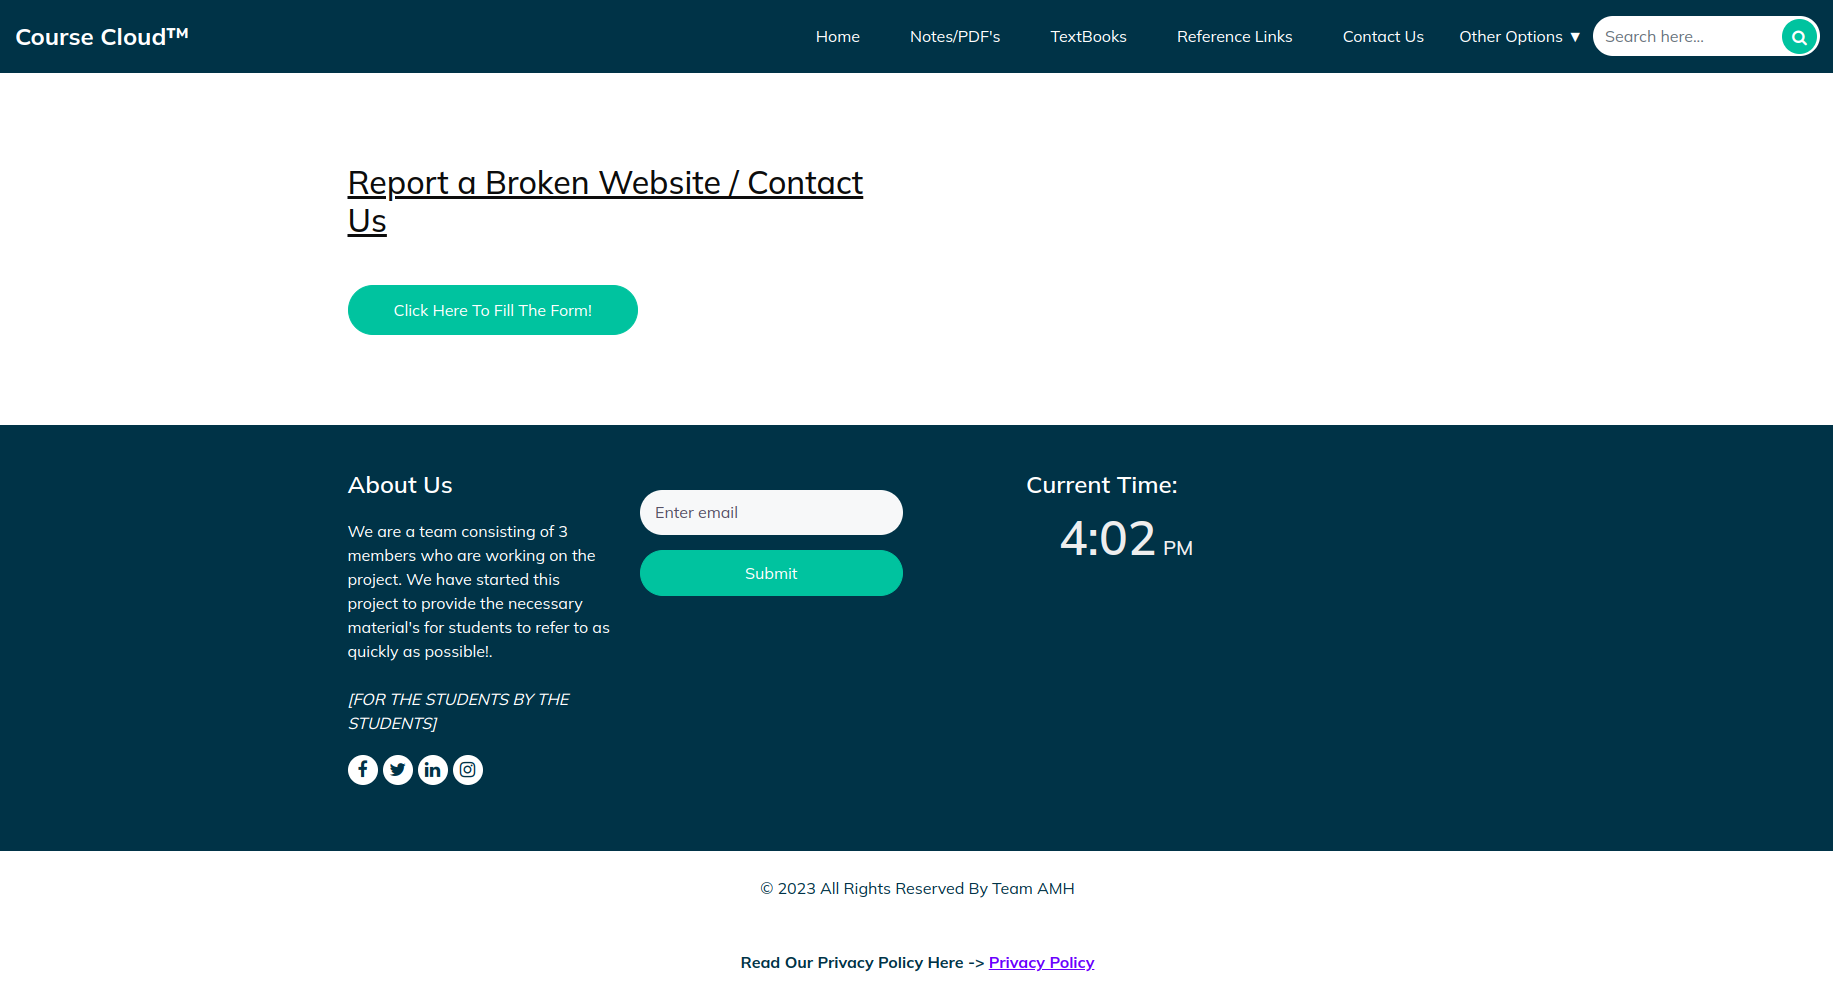 Course Cloud™
Home
Notes/PDF's
TextBooks
Reference Links
Contact Us
Other Options ▼
Search here...
Report a Broken Website / Contact
Us
Click Here To Fill The Form!
About Us
We are a team consisting of 3
members who are working on the
project. We have started this
project to provide the necessary
material's for students to refer to as
quickly as possible!.
[FOR THE STUDENTS BY THE
STUDENTS]
Enter email
Submit
Current Time:
4:02 PM
© 2023 All Rights Reserved By Team AMH
Read Our Privacy Policy Here -> Privacy Policy